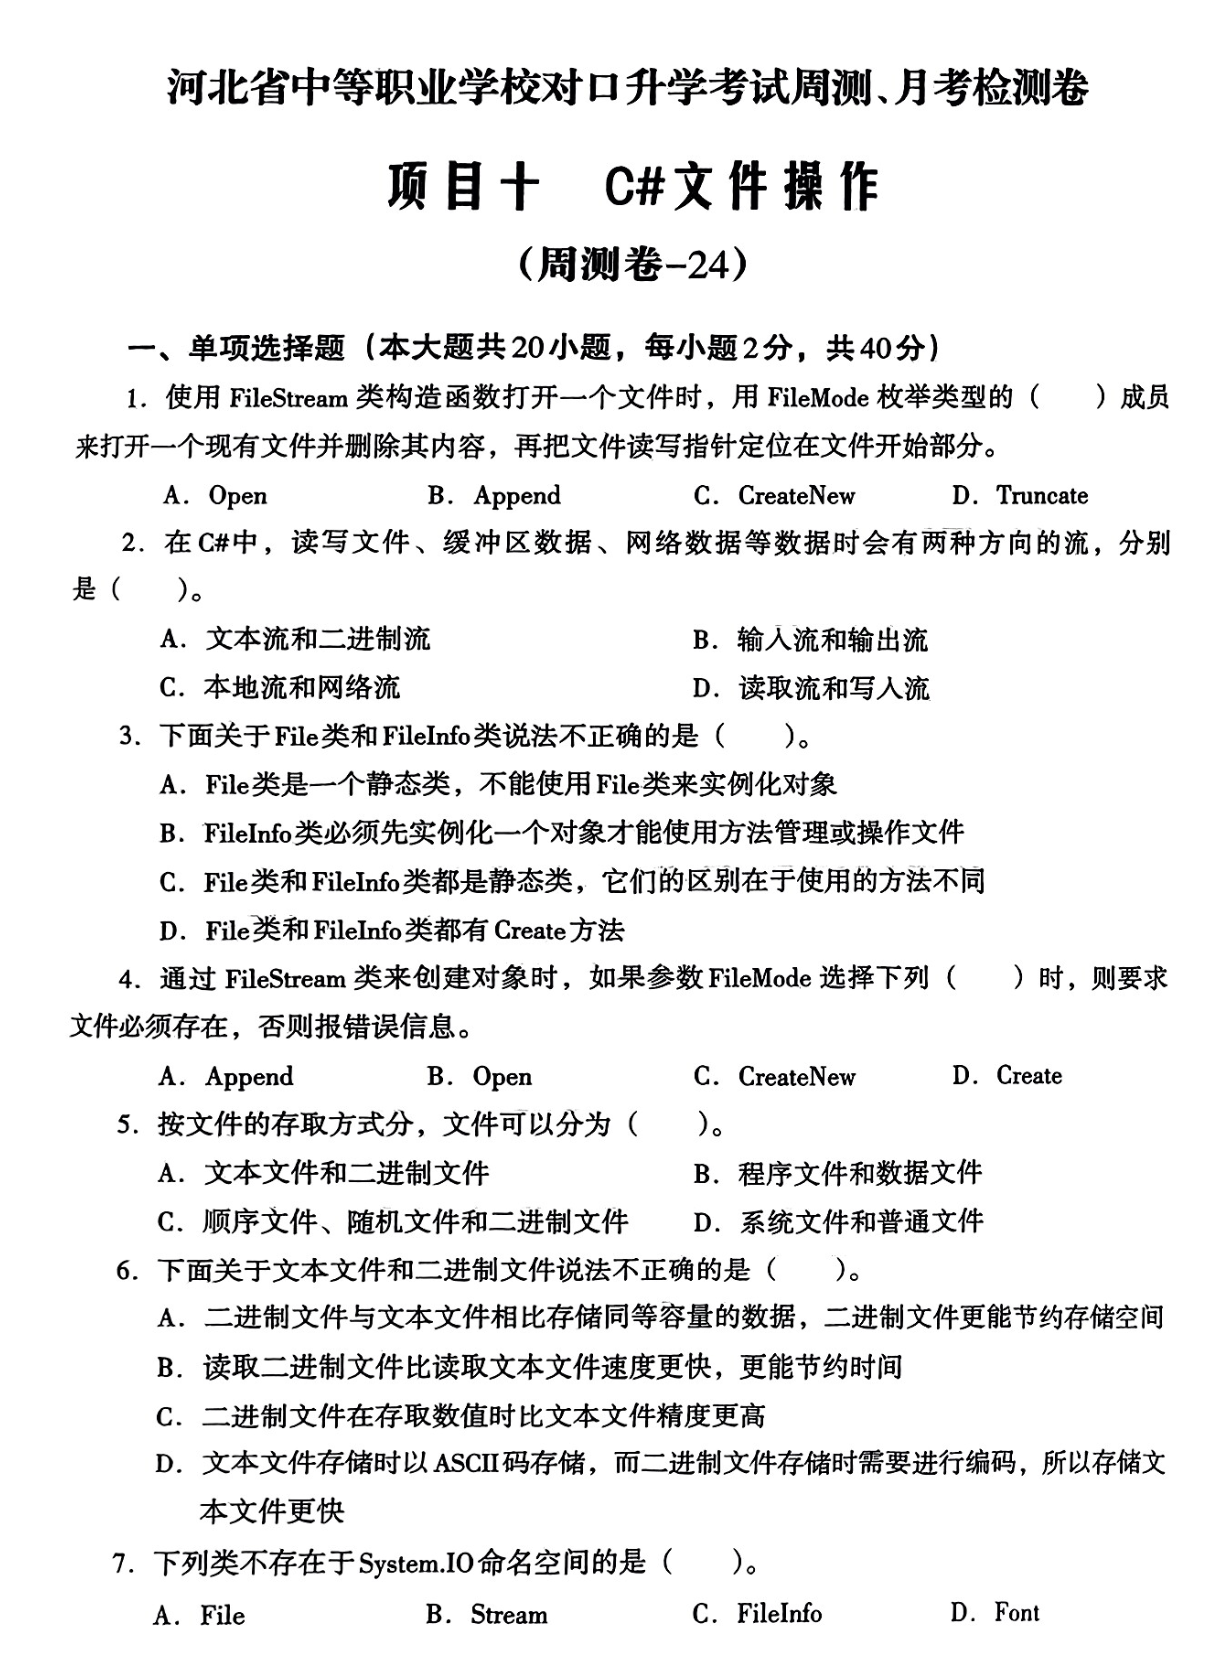 河北省中等职业学校对口升学考试周测、月考检测卷
项目十 C#文件操作
（周测卷-24）
一、单项选择题（本大题共20小题，每小题2分，共40分）
1. 使用 FileStream 类构造函数打开一个文件时，用 FileMode 枚举类型的（ ）成员
来打开一个现有文件并删除其内容，再把文件读写指针定位在文件开始部分。
A. Open B. Append C. CreateNew D. Truncate
2. 在C#中，读写文件、缓冲区数据、网络数据等数据时会有两种方向的流，分别
是（ ）。
A. 文本流和二进制流 B. 输入流和输出流
C. 本地流和网络流 D. 读取流和写入流
3. 下面关于File类和FileInfo类说法不正确的是（ ）。
A. File类是一个静态类，不能使用File类来实例化对象
B. FileInfo类必须先实例化一个对象才能使用方法管理或操作文件
C. File类和FileInfo类都是静态类，它们的区别在于使用的方法不同
D. File类和FileInfo类都有Create方法
4. 通过 FileStream 类来创建对象时，如果参数FileMode 选择下列（ ）时，则要求
文件必须存在，否则报错误信息。
A. Append B. Open C. CreateNew D. Create
5. 按文件的存取方式分，文件可以分为（ ）。
A. 文本文件和二进制文件 B. 程序文件和数据文件
C. 顺序文件、随机文件和二进制文件 D. 系统文件和普通文件
6. 下面关于文本文件和二进制文件说法不正确的是（ ）。
A. 二进制文件与文本文件相比存储同等容量的数据，二进制文件更能节约存储空间
B. 读取二进制文件比读取文本文件速度更快，更能节约时间
C. 二进制文件在存取数值时比文本文件精度更高
D. 文本文件存储时以ASCII码存储，而二进制文件存储时需要进行编码，所以存储文
本文件更快
7. 下列类不存在于System.IO命名空间的是（ ）。
A. File B. Stream C. FileInfo D. Font